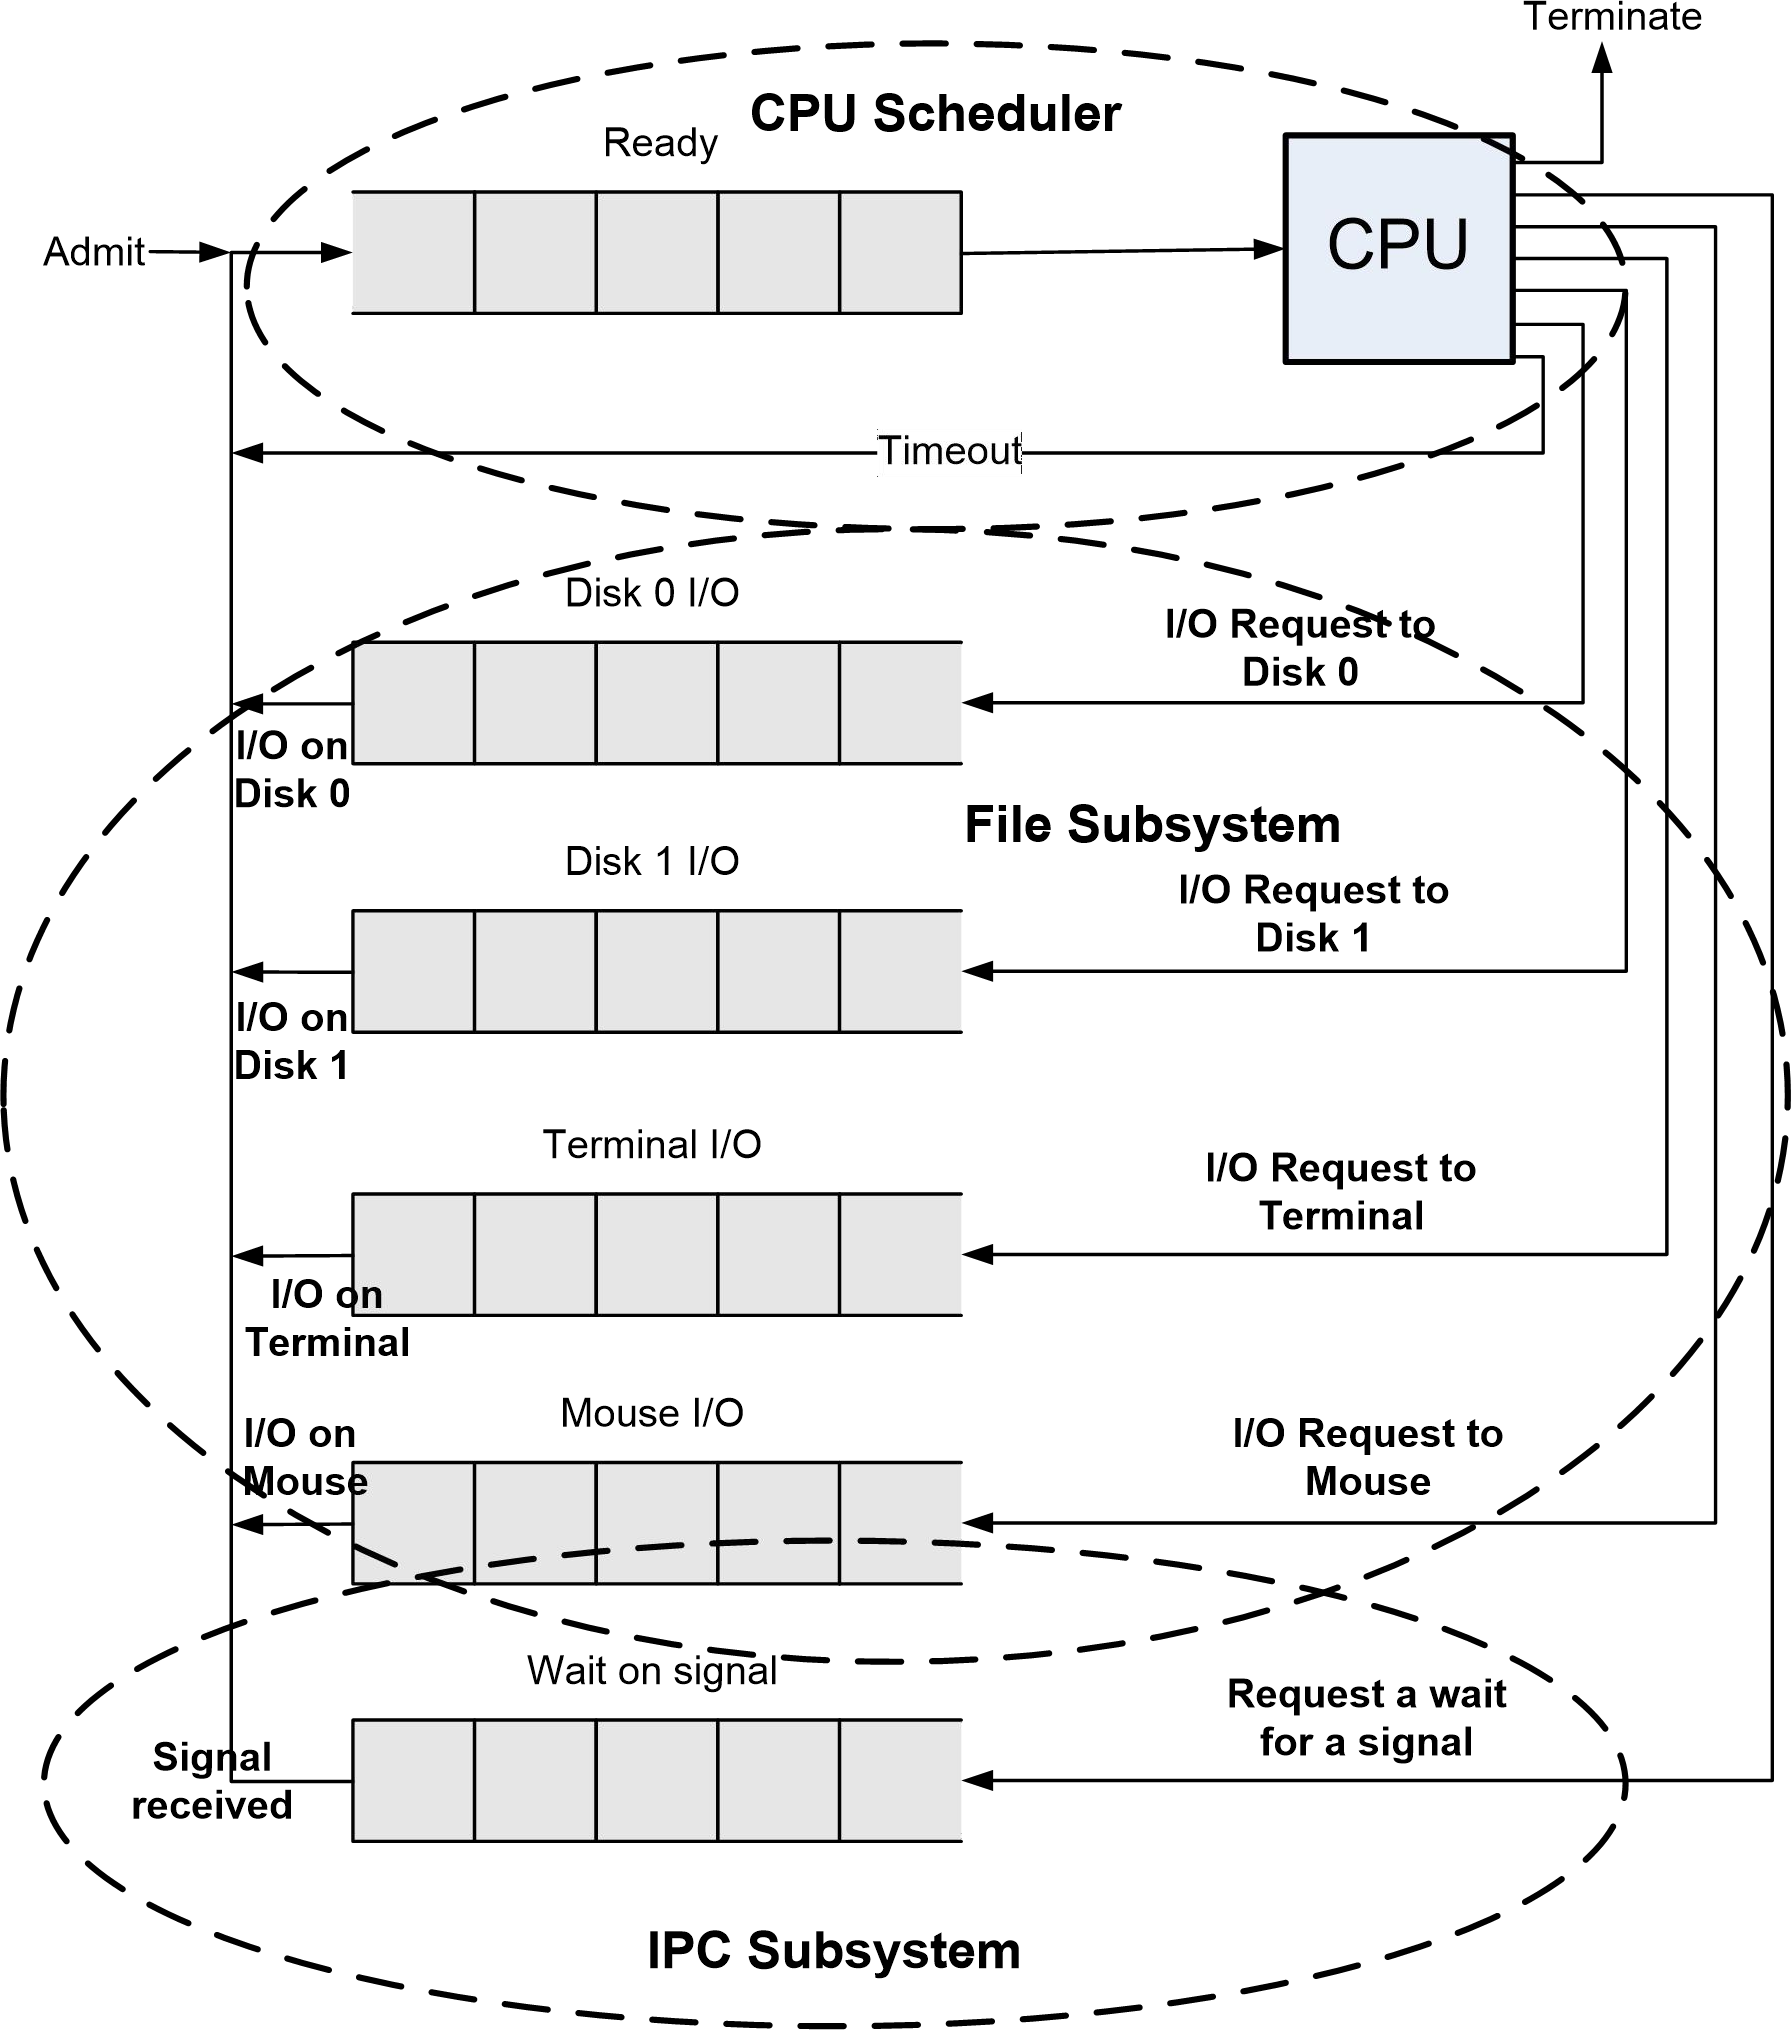 Terminate
CPU Scheduler
Ready
Admit
CPU
Timeout
Disk 0 I/O
I/O Request to
Disk 0
I/O on
Disk 0
File Subsystem
Disk 1 I/O
I/O Request to
Disk 1
I/O on
Disk 1
Terminal I/O
I/O Request to
Terminal
I/O on
Terminal
Mouse I/O
I/O on
Mouse
I/O Request to
Mouse
Wait on signal
Request a wait
for a signal
Signal
received
IPC Subsystem